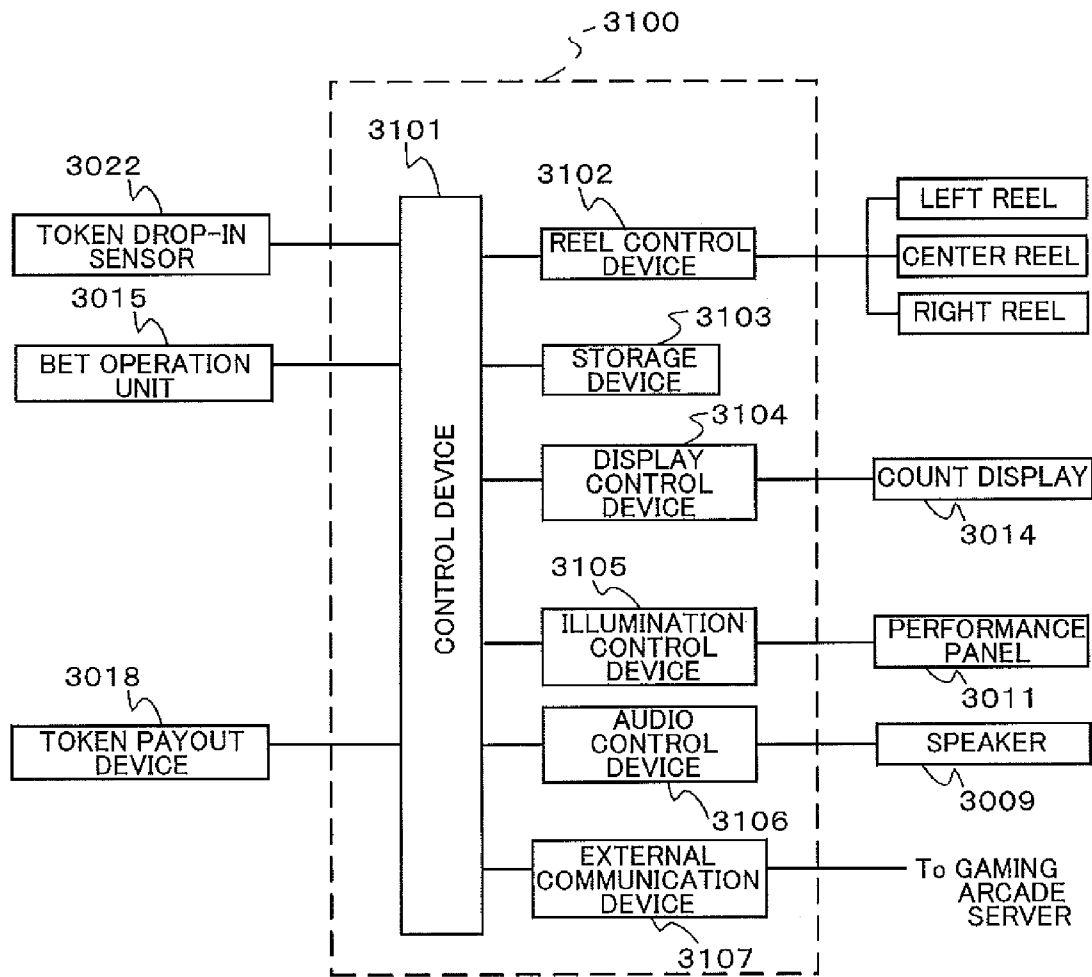 3100
3101
3022
TOKEN DROP-IN
SENSOR
3015
BET OPERATION
UNIT
3018
TOKEN PAYOUT
DEVICE
CONTROL DEVICE
3102
REEL CONTROL
DEVICE
LEFT REEL
CENTER REEL
RIGHT REEL
3103
STORAGE
DEVICE
3104
DISPLAY
CONTROL
DEVICE
COUNT DISPLAY
3014
3105
ILLUMINATION
CONTROL
DEVICE
PERFORMANCE
PANEL
3011
AUDIO
CONTROL
DEVICE
3106
SPEAKER
3009
EXTERNAL
COMMUNICATION
DEVICE
3107
To GAMING
ARCADE
SERVER